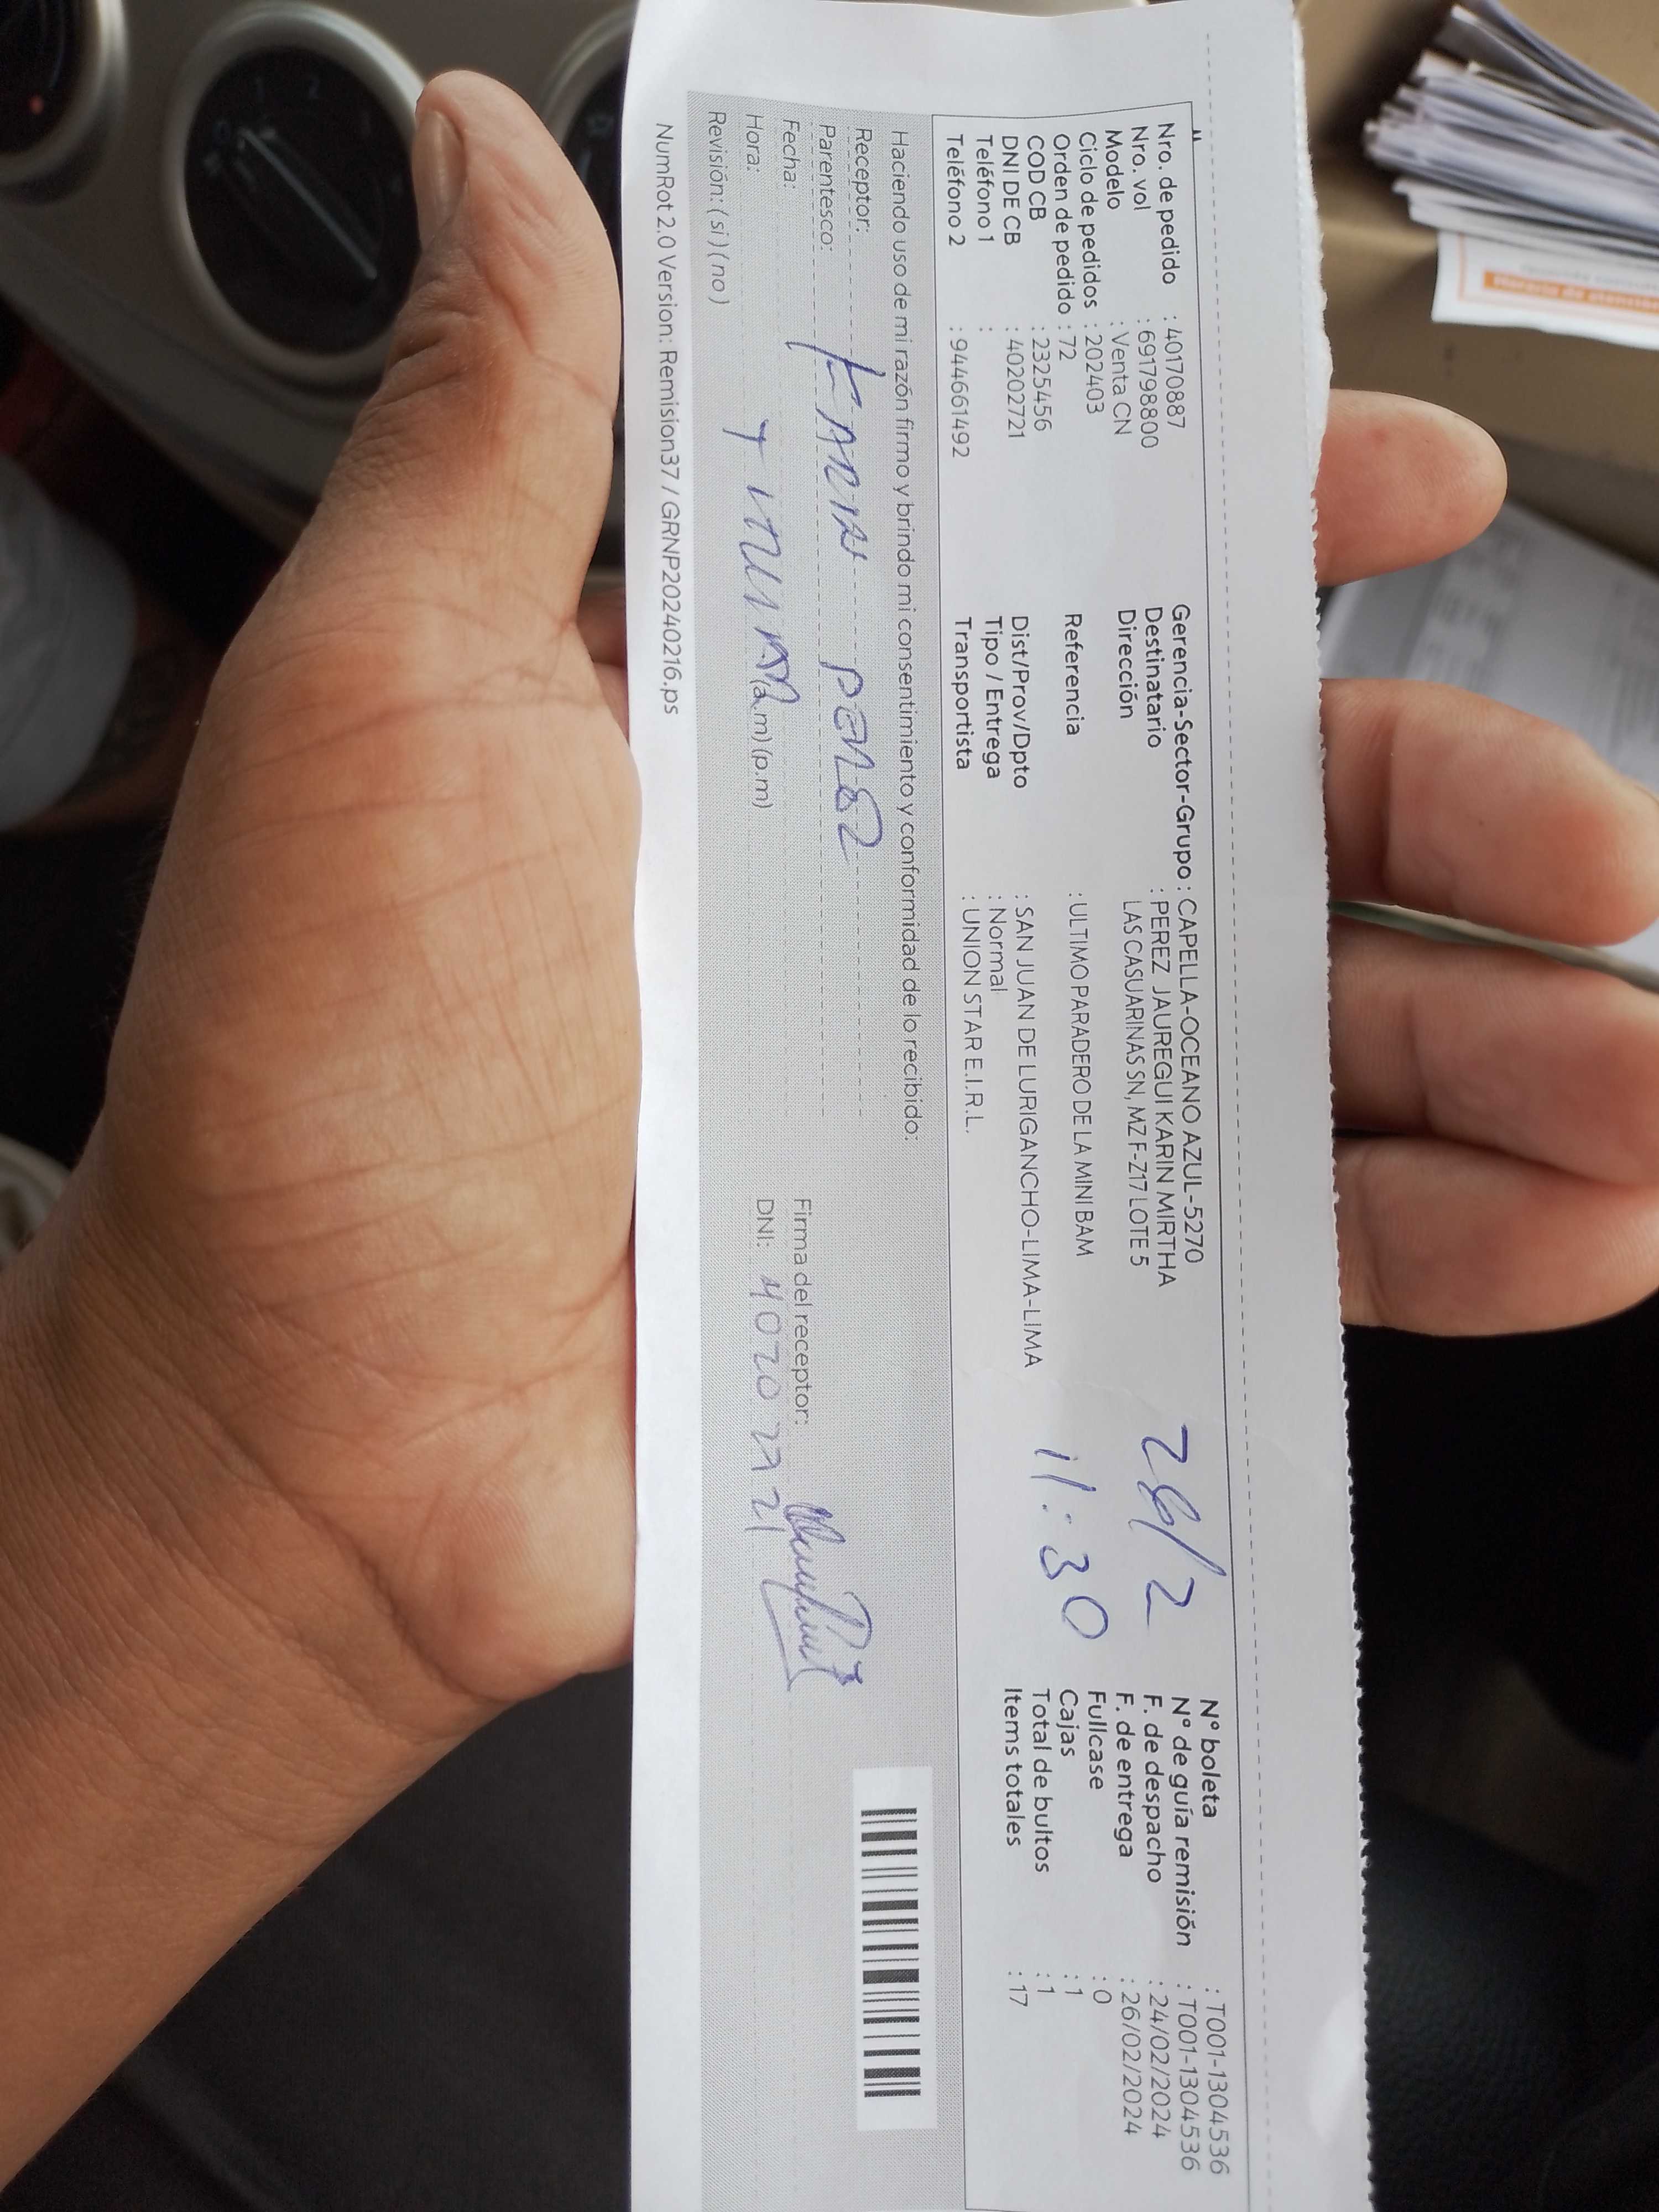 Nro. de pedido : 40170887
Nro. vol : 691798800
Modelo : Venta CN
Ciclo de pedidos : 202403
Orden de pedido : 72
COD CB : 2325456
DNI DE CB : 40202721
Teléfono 1 :
Teléfono 2 : 944661492
Gerencia-Sector-Grupo : CAPELLA-OCEANO AZUL-5270
Destinatario : PEREZ JAUREGUI KARIN MIRTHA
Dirección LAS CASUARINAS SN, MZ F-Z17 LOTE 5
Referencia : ULTIMO PARADERO DE LA MINI BAM
Dist/Prov/Dpto : SAN JUAN DE LURIGANCHO-LIMA-LIMA
Tipo / Entrega : Normal
Transportista : UNION STAR E.I.R.L.
26/2
11:30
N° boleta : T001-1304536
N° de guía remisión : T001-1304536
F. de despacho : 24/02/2024
F. de entrega : 26/02/2024
Fullcase : 0
Cajas : 1
Total de bultos : 1
Items totales : 17
Haciendo uso de mi razón firmo y brindo mi consentimiento y conformidad de lo recibido:
Receptor: KARIN PEREZ
Parentesco:
Fecha:
Hora: TITULAR (a.m) (p.m)
Revisión: (si) (no)
Firma del receptor:
DNI: 40202721
NumRot 2.0 Version: Remision37 / GRNP20240216.ps